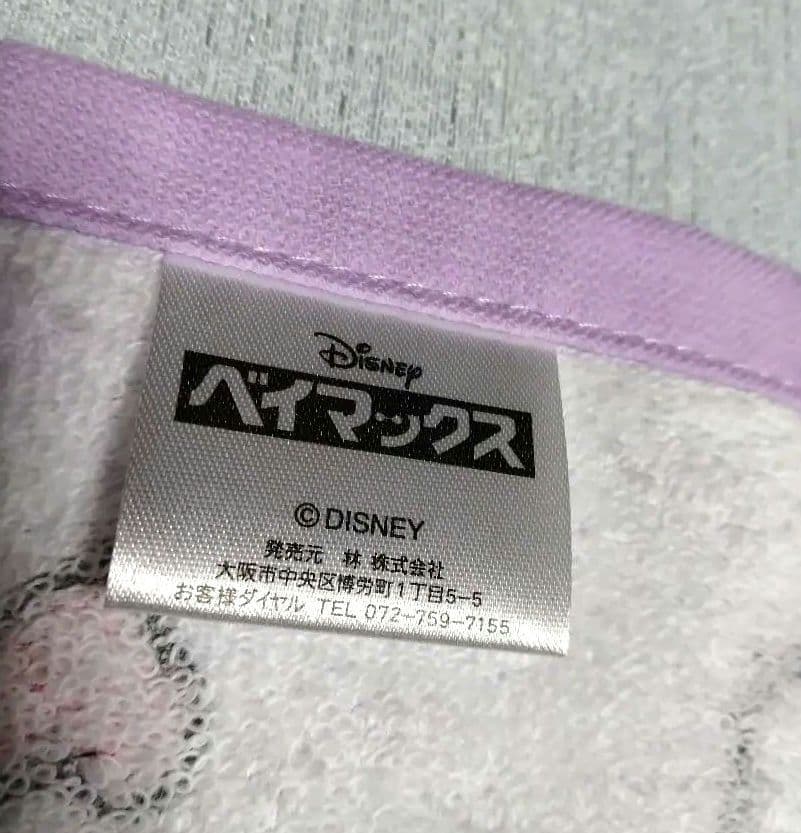 Disney
ベイマックス
©DISNEY
発売元 林 株式会社
大阪市中央区博労町1丁目5-5
お客様ダイヤル TEL 072-759-7155